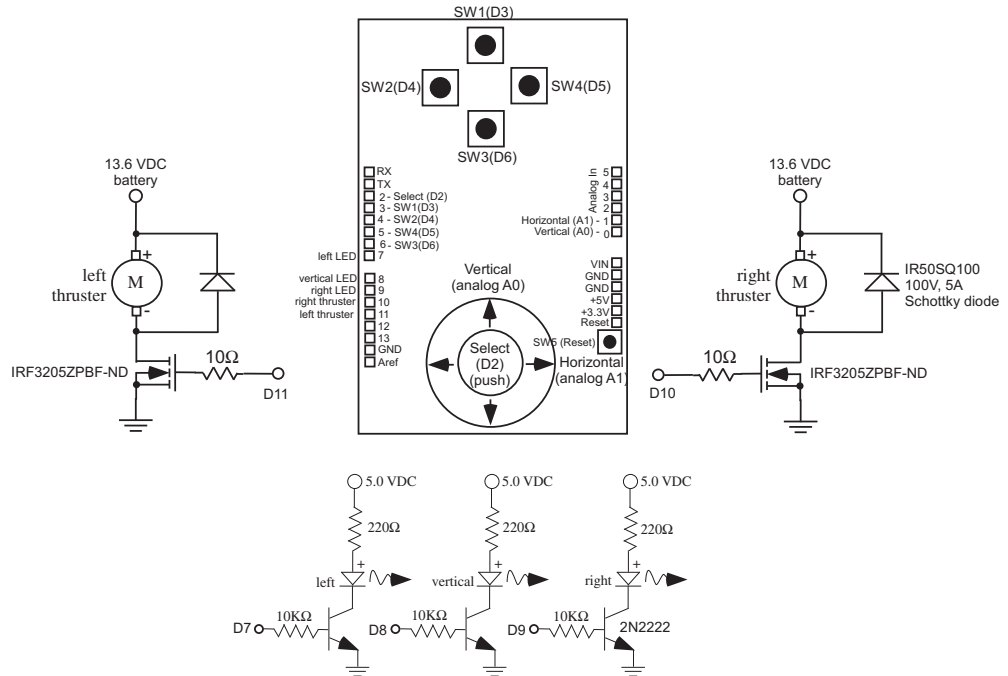 SW1(D3)
SW2(D4)
SW4(D5)
SW3(D6)
13.6 VDC
battery
+
left
thruster
M
-
10Ω
IRF3205ZPBF-ND
D11
RX
TX
2 - Select (D2)
3 - SW1(D3)
4 - SW2(D4)
5 - SW4(D5)
6 - SW3(D6)
left LED 7
vertical LED 8
right LED 9
right thruster 10
left thruster 11
12
13
GND
Aref
Analog In
5
4
3
2
Horizontal (A1) - 1
Vertical (A0) - 0
VIN
GND
GND
+5V
+3.3V
Reset
SW5 (Reset)
Vertical
(analog A0)
Select
(D2)
(push)
Horizontal
(analog A1)
13.6 VDC
battery
+
right
thruster
M
-
IR50SQ100
100V, 5A
Schottky diode
10Ω
IRF3205ZPBF-ND
D10
5.0 VDC
220Ω
+
left
10KΩ
D7
5.0 VDC
220Ω
+
vertical
10KΩ
D8
5.0 VDC
220Ω
+
right
10KΩ
D9
2N2222